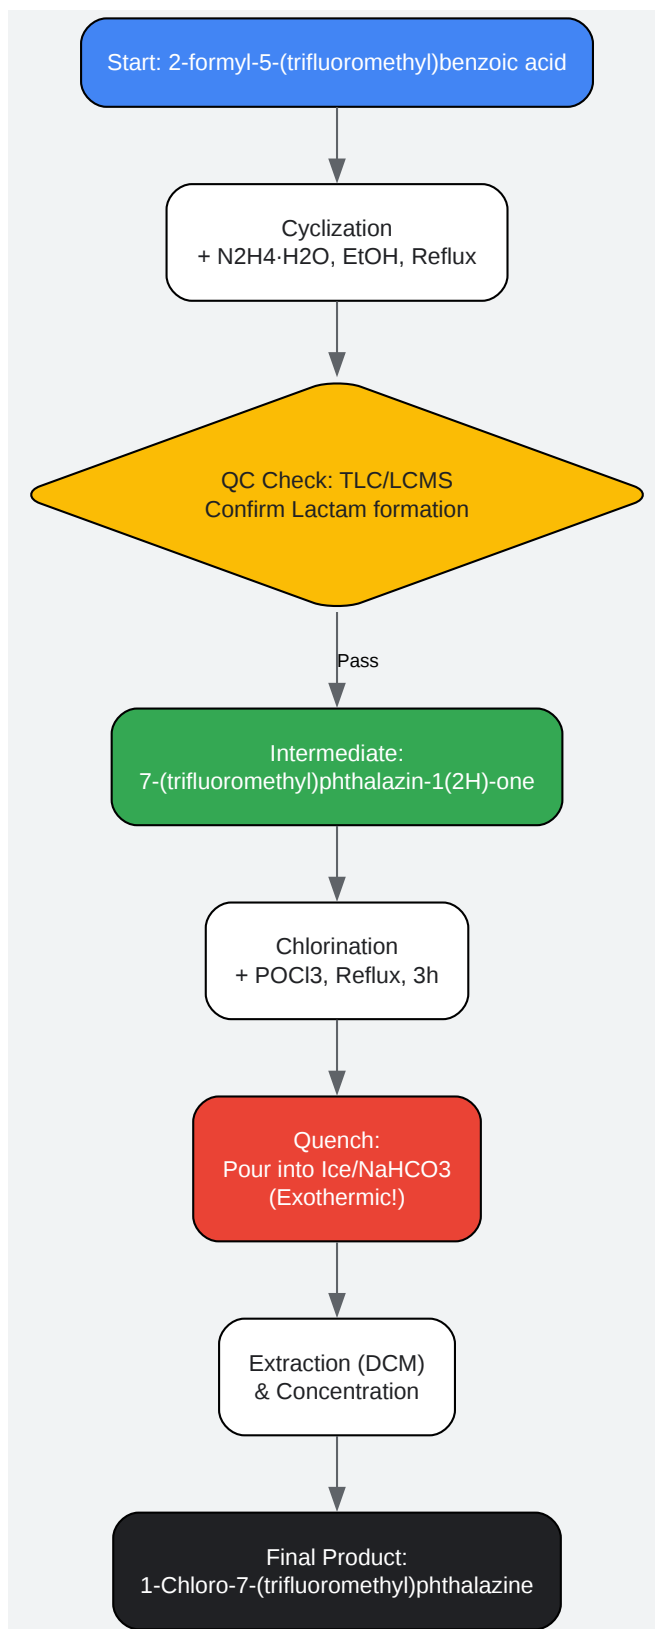 Start: 2-formyl-5-(trifluoromethyl)benzoic acid
Cyclization
+ N2H4·H2O, EtOH, Reflux
QC Check: TLC/LCMS
Confirm Lactam formation
Pass
Intermediate:
7-(trifluoromethyl)phthalazin-1(2H)-one
Chlorination
+ POCl3, Reflux, 3h
Quench:
Pour into Ice/NaHCO3
(Exothermic!)
Extraction (DCM)
& Concentration
Final Product:
1-Chloro-7-(trifluoromethyl)phthalazine